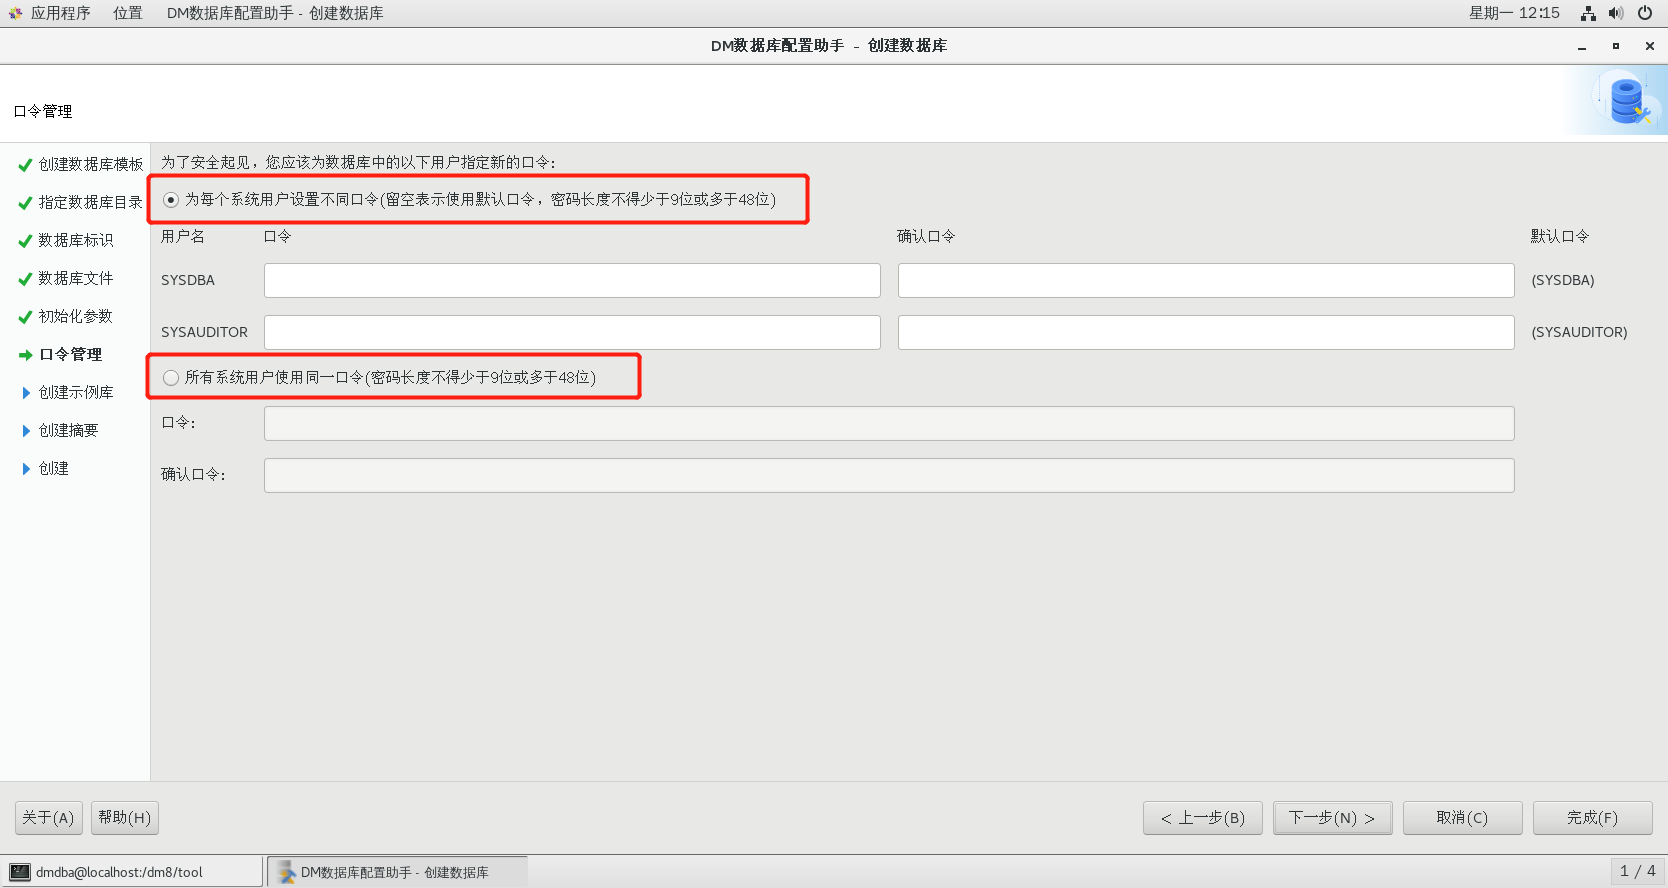 应用程序 位置 DM数据库配置助手 - 创建数据库 星期一 12:15
DM数据库配置助手 - 创建数据库
口令管理
创建数据库模板
指定数据库目录
数据库标识
数据库文件
初始化参数
口令管理
创建示例库
创建摘要
创建
为了安全起见，您应该为数据库中的以下用户指定新的口令:
为每个系统用户设置不同口令(留空表示使用默认口令，密码长度不得少于9位或多于48位)
用户名 口令 确认口令 默认口令
SYSDBA (SYSDBA)
SYSAUDITOR (SYSAUDITOR)
所有系统用户使用同一口令(密码长度不得少于9位或多于48位)
口令:
确认口令:
关于(A) 帮助(H) < 上一步(B) 下一步(N) > 取消(C) 完成(F)
dmdba@localhost:/dm8/tool DM数据库配置助手 - 创建数据库 1 / 4